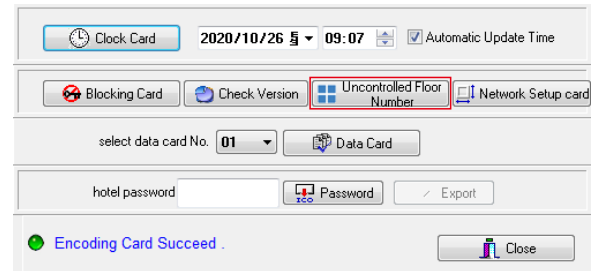 Clock Card 2020/10/26 09:07 Automatic Update Time
Blocking Card Check Version Uncontrolled Floor Number Network Setup card
select data card No. 01 Data Card
hotel password ICO Password Export
Encoding Card Succeed . Close